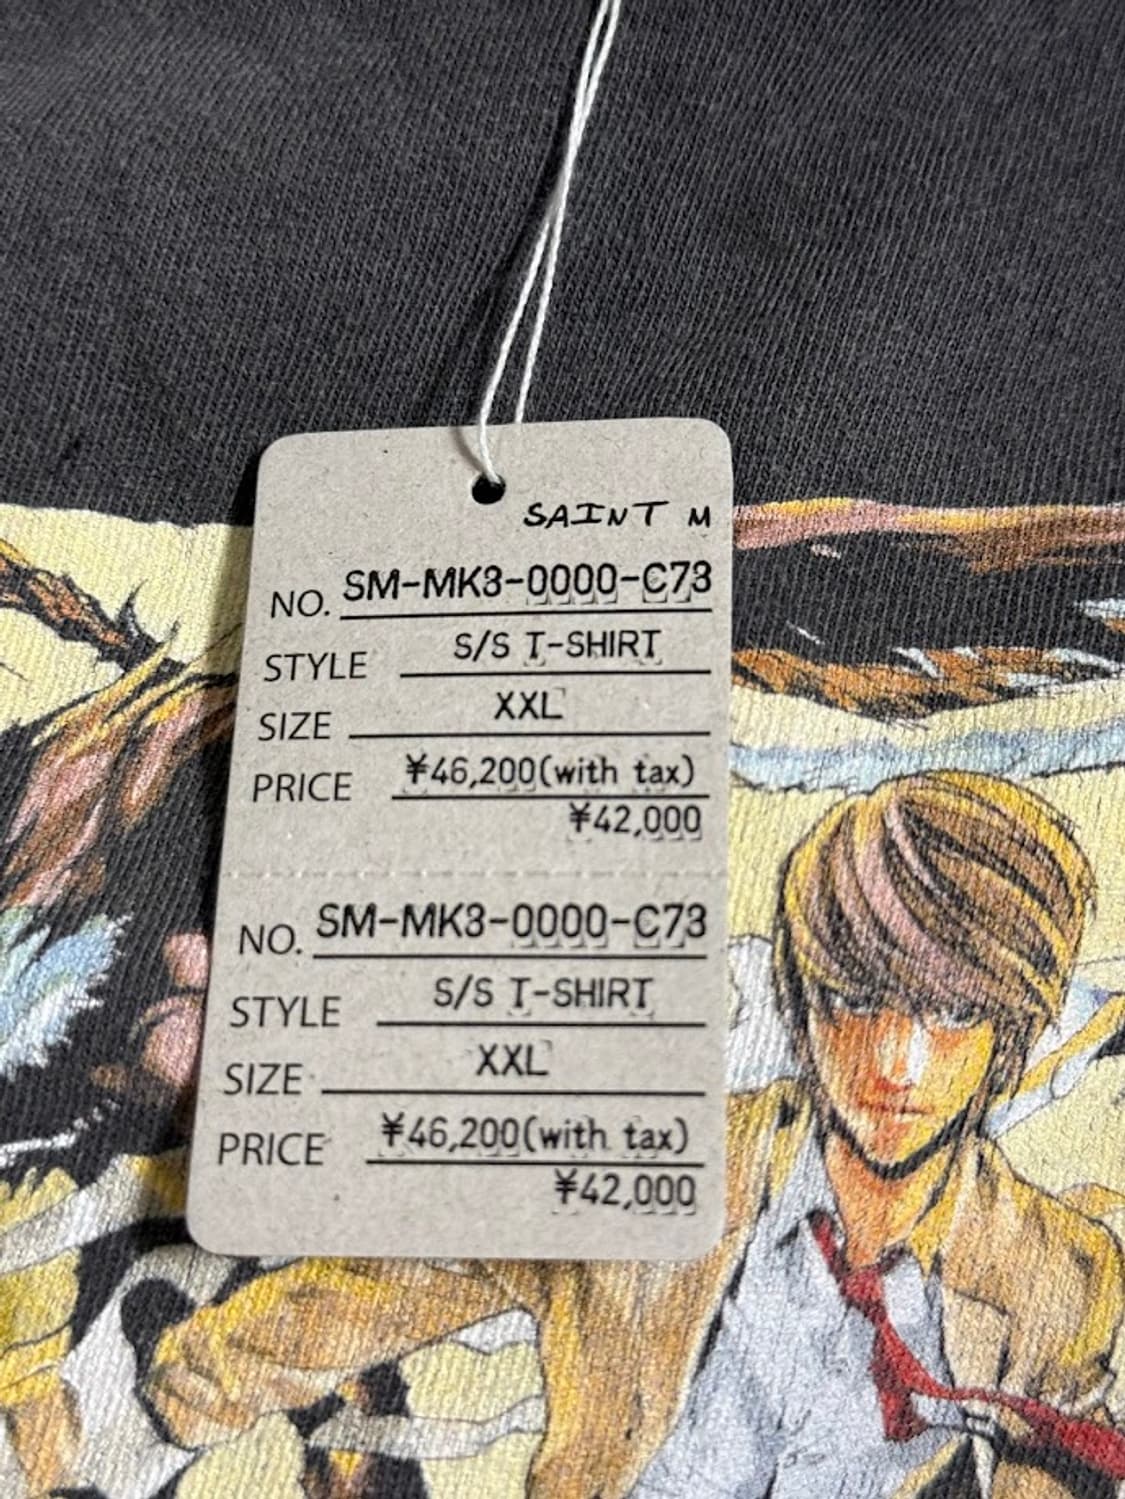 SAINT M
NO. SM-MK3-0000-C73
STYLE S/S T-SHIRT
SIZE XXL
PRICE ¥46,200(with tax)
¥42,000
NO. SM-MK3-0000-C73
STYLE S/S T-SHIRT
SIZE XXL
PRICE ¥46,200(with tax)
¥42,000